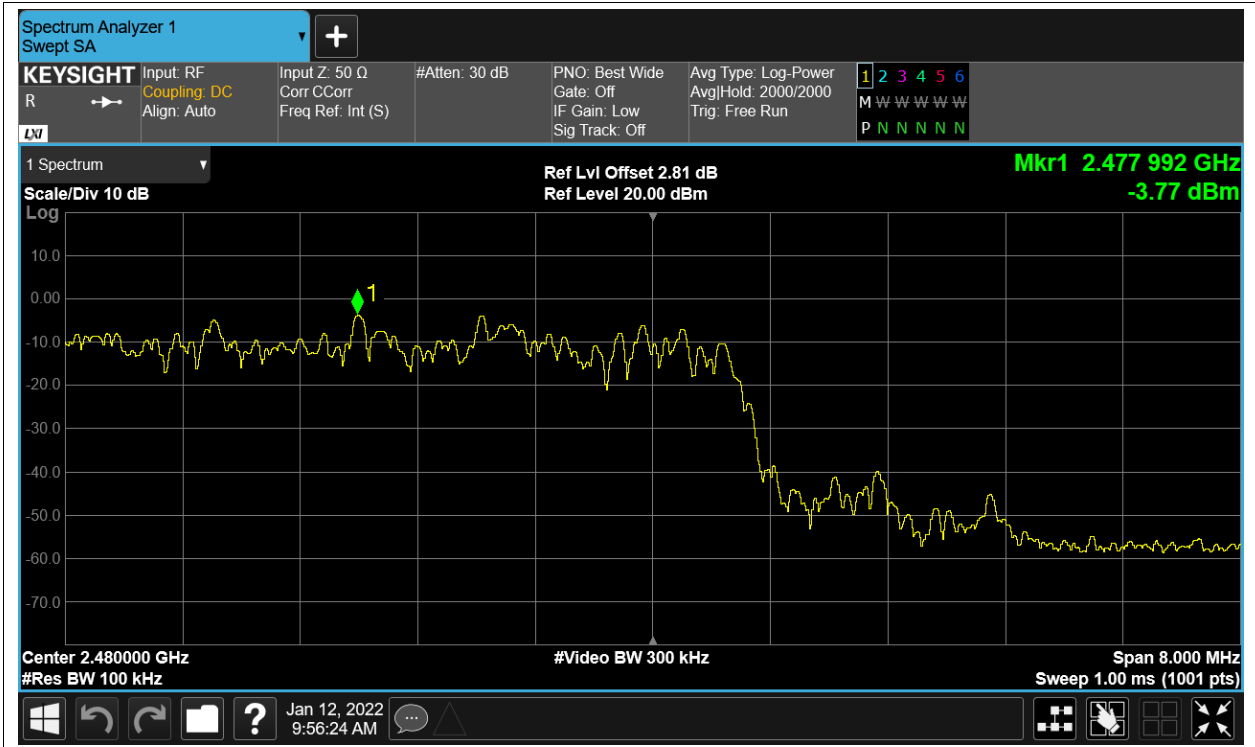 Spectrum Analyzer 1
Swept SA
KEYSIGHT
R
LXI
Input: RF
Coupling: DC
Align: Auto
Input Z: 50 Ω
Corr CCorr
Freq Ref: Int (S)
#Atten: 30 dB
PNO: Best Wide
Gate: Off
IF Gain: Low
Sig Track: Off
Avg Type: Log-Power
Avg|Hold: 2000/2000
Trig: Free Run
1 2 3 4 5 6
M W W W W W
P N N N N N
1 Spectrum
Scale/Div 10 dB
Log
Ref Lvl Offset 2.81 dB
Ref Level 20.00 dBm
Mkr1 2.477 992 GHz
-3.77 dBm
1
10.0
0.00
-10.0
-20.0
-30.0
-40.0
-50.0
-60.0
-70.0
Center 2.480000 GHz
#Res BW 100 kHz
#Video BW 300 kHz
Span 8.000 MHz
Sweep 1.00 ms (1001 pts)
?
Jan 12, 2022
9:56:24 AM